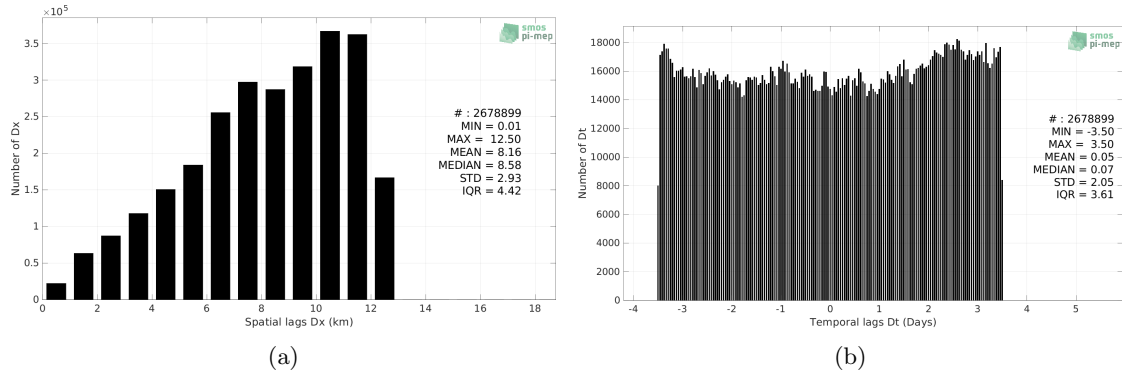 ×10^5
3.5
3
2.5
2
1.5
1
0.5
0
0 2 4 6 8 10 12 14 16 18
Number of Dx
Spatial lags Dx (km)
smos
pi-mep
# : 2678899
MIN = 0.01
MAX = 12.50
MEAN = 8.16
MEDIAN = 8.58
STD = 2.93
IQR = 4.42
(a)
18000
16000
14000
12000
10000
8000
6000
4000
2000
0
-4 -3 -2 -1 0 1 2 3 4 5
Number of Dt
Temporal lags Dt (Days)
smos
pi-mep
# : 2678899
MIN = -3.50
MAX = 3.50
MEAN = 0.05
MEDIAN = 0.07
STD = 2.05
IQR = 3.61
(b)